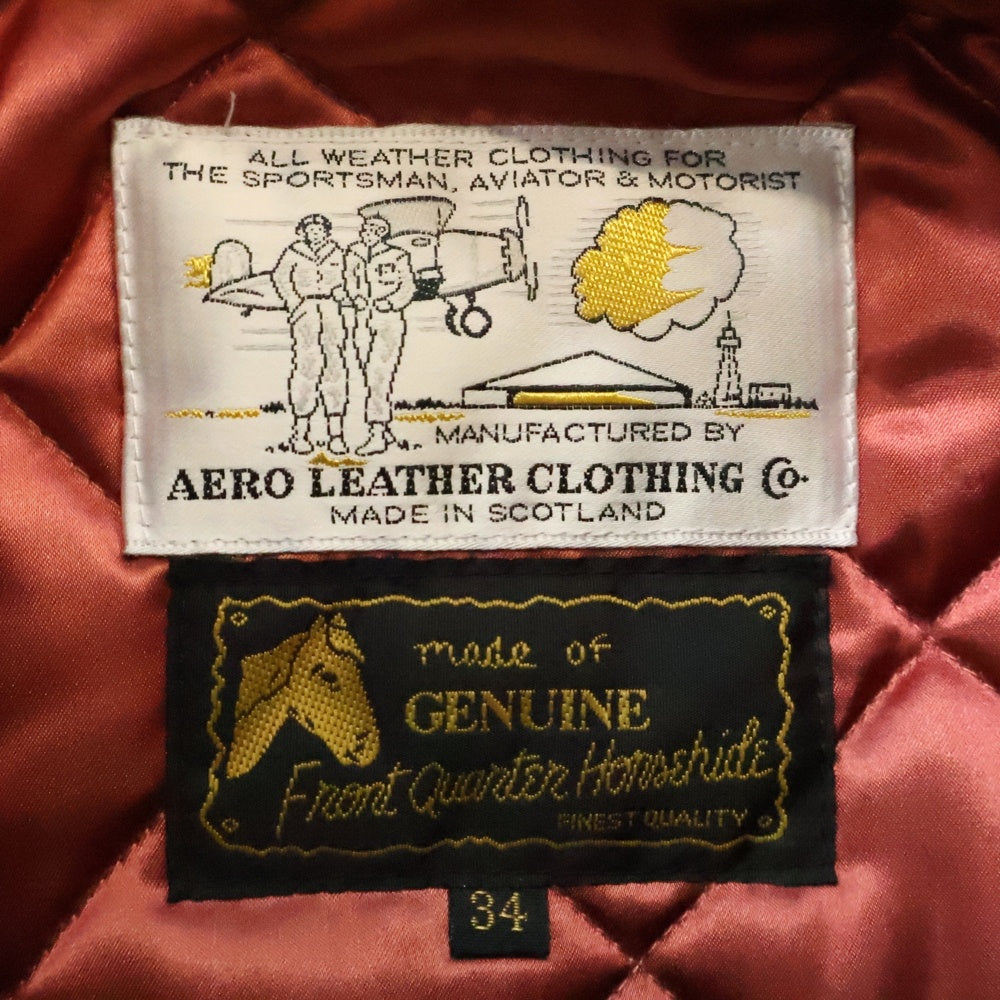 ALL WEATHER CLOTHING FOR
THE SPORTSMAN, AVIATOR & MOTORIST
MANUFACTURED BY
AERO LEATHER CLOTHING Co.
MADE IN SCOTLAND
made of
GENUINE
Front Quarter Horsehide
FINEST QUALITY
34